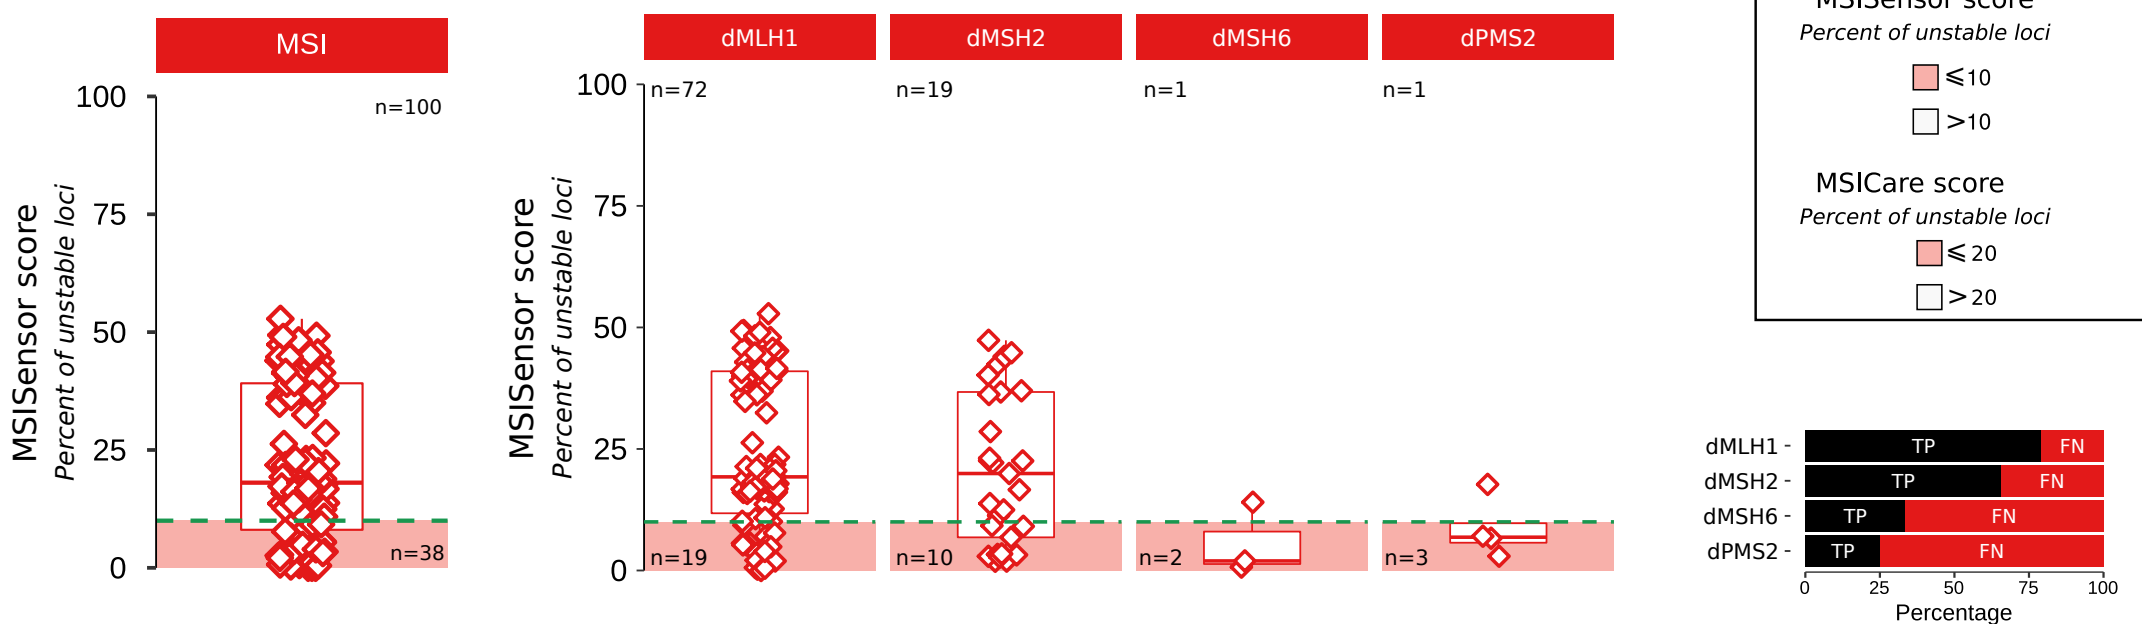 MSI
MSISensor score
Percent of unstable loci
100
75
50
25
0
n=100
n=38
dMLH1
dMSH2
dMSH6
dPMS2
MSISensor score
Percent of unstable loci
100
75
50
25
0
n=72
n=19
n=1
n=1
n=19
n=10
n=2
n=3
MSISensor score
Percent of unstable loci
⩽10
>10
MSICare score
Percent of unstable loci
⩽20
>20
dMLH1 - TP FN
dMSH2 - TP FN
dMSH6 - TP FN
dPMS2 - TP FN
0 25 50 75 100
Percentage